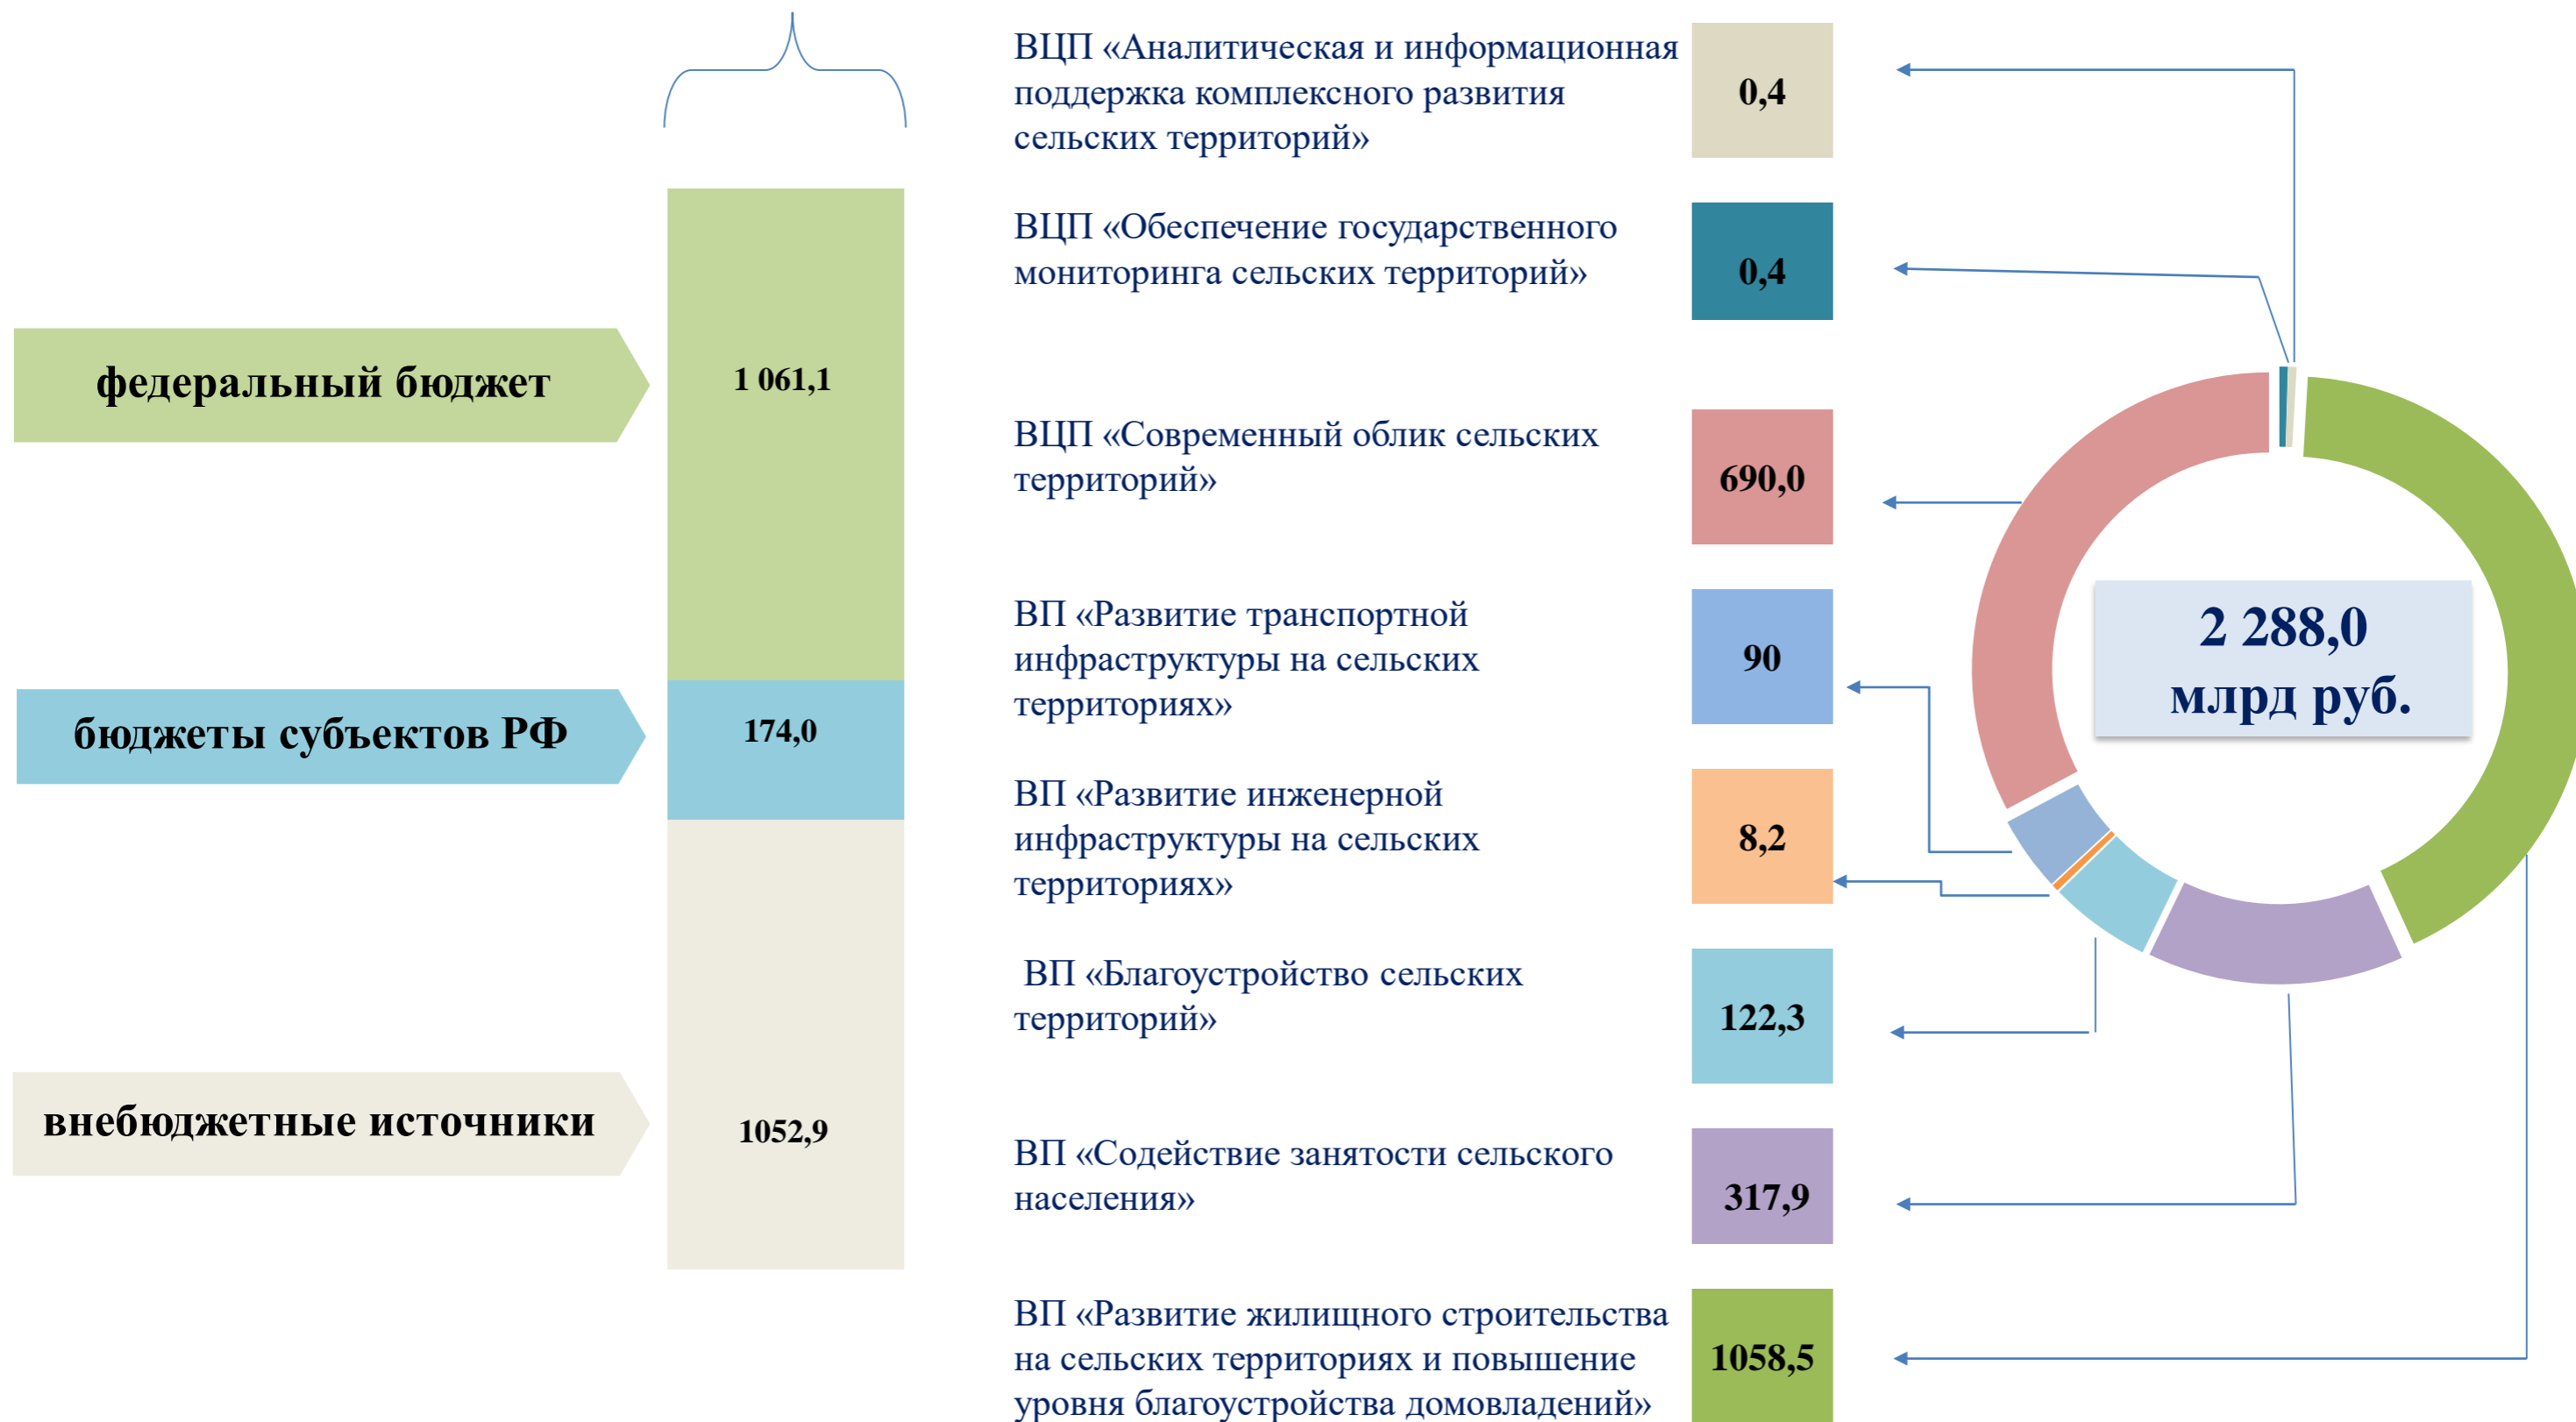 федеральный бюджет
1 061,1
бюджеты субъектов РФ
174,0
внебюджетные источники
1052,9
ВЦП «Аналитическая и информационная
поддержка комплексного развития
сельских территорий»
0,4
ВЦП «Обеспечение государственного
мониторинга сельских территорий»
0,4
ВЦП «Современный облик сельских
территорий»
690,0
ВП «Развитие транспортной
инфраструктуры на сельских
территориях»
90
ВП «Развитие инженерной
инфраструктуры на сельских
территориях»
8,2
ВП «Благоустройство сельских
территорий»
122,3
ВП «Содействие занятости сельского
населения»
317,9
ВП «Развитие жилищного строительства
на сельских территориях и повышение
уровня благоустройства домовладений»
1058,5
2 288,0
млрд руб.